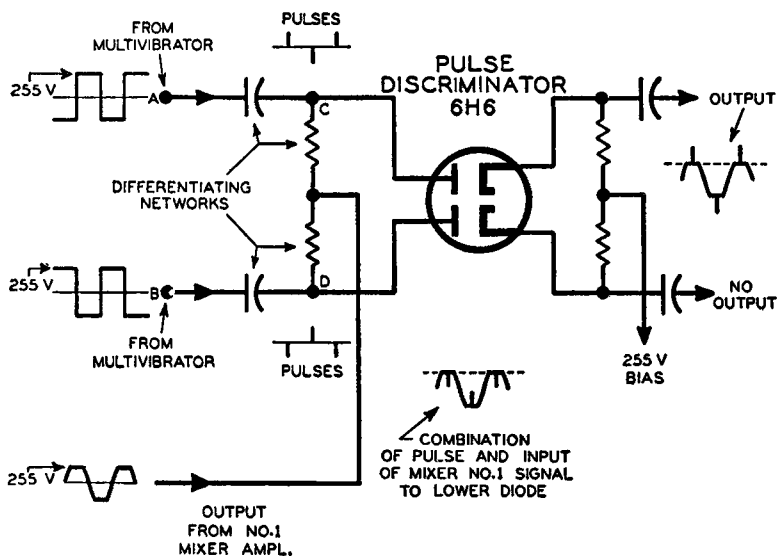 FROM
MULTIVIBRATOR
PULSES
255 V
A
C
PULSE
DISCRIMINATOR
6H6
OUTPUT
DIFFERENTIATING
NETWORKS
255 V
B
D
FROM
MULTIVIBRATOR
PULSES
NO
OUTPUT
255 V
BIAS
COMBINATION
OF PULSE AND INPUT
OF MIXER NO.1 SIGNAL
TO LOWER DIODE
255 V
OUTPUT
FROM NO.1
MIXER AMPL.